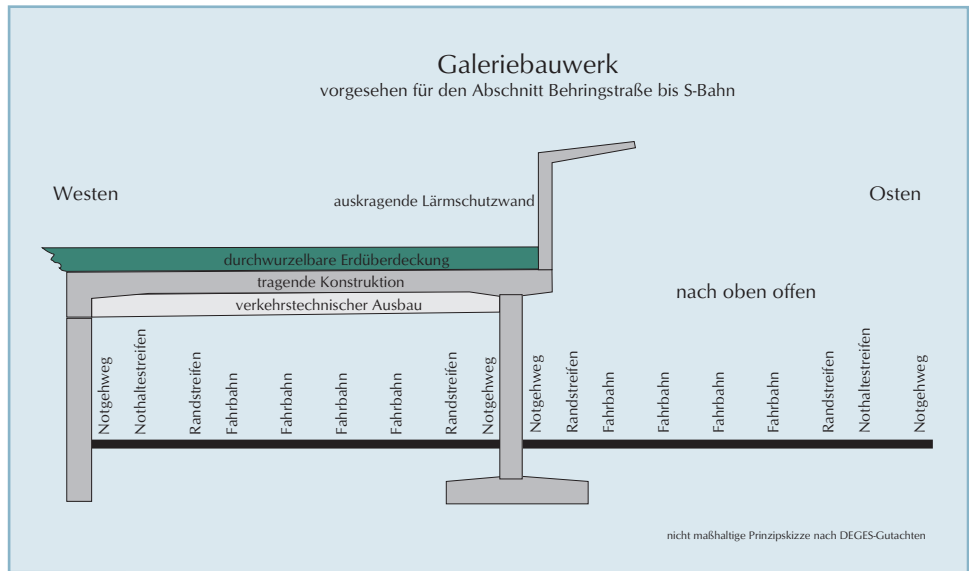 Galeriebauwerk
vorgesehen für den Abschnitt Behringstraße bis S-Bahn
Westen
auskragende Lärmschutzwand
Osten
durchwurzelbare Erdüberdeckung
tragende Konstruktion
nach oben offen
verkehrstechnischer Ausbau
Notgehweg
Nothaltestreifen
Randstreifen
Fahrbahn
Fahrbahn
Fahrbahn
Fahrbahn
Randstreifen
Notgehweg
Notgehweg
Randstreifen
Fahrbahn
Fahrbahn
Fahrbahn
Fahrbahn
Randstreifen
Nothaltestreifen
Notgehweg
nicht maßhaltige Prinzipskizze nach DEGES-Gutachten